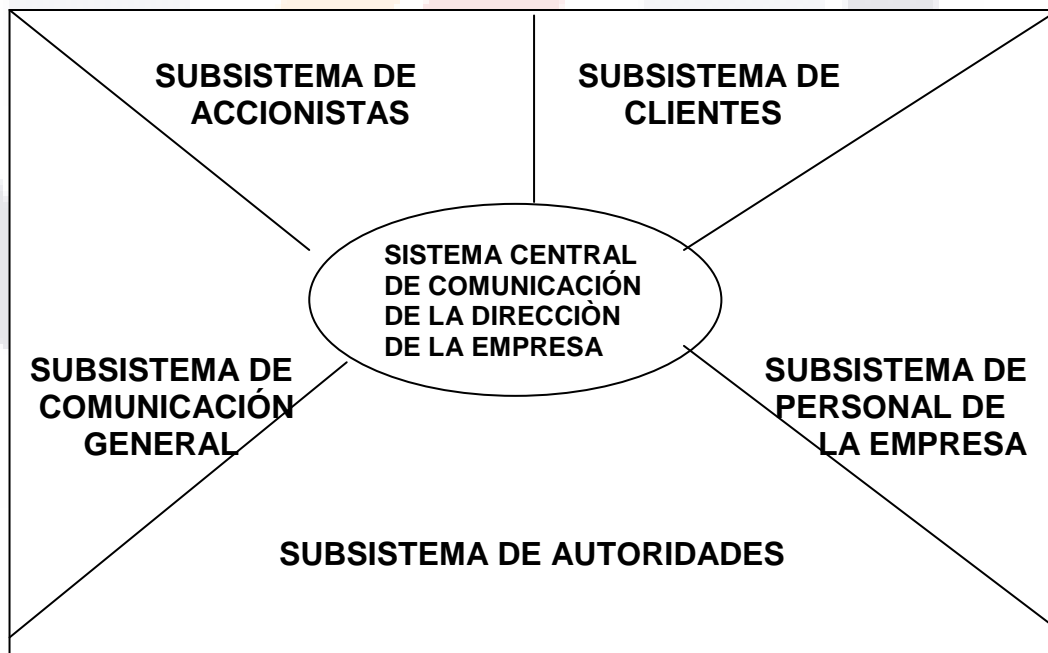 SUBSISTEMA DE
ACCIONISTAS
SUBSISTEMA DE
CLIENTES
SISTEMA CENTRAL
DE COMUNICACIÓN
DE LA DIRECCIÒN
DE LA EMPRESA
SUBSISTEMA DE
COMUNICACIÓN
GENERAL
SUBSISTEMA DE
PERSONAL DE
LA EMPRESA
SUBSISTEMA DE AUTORIDADES